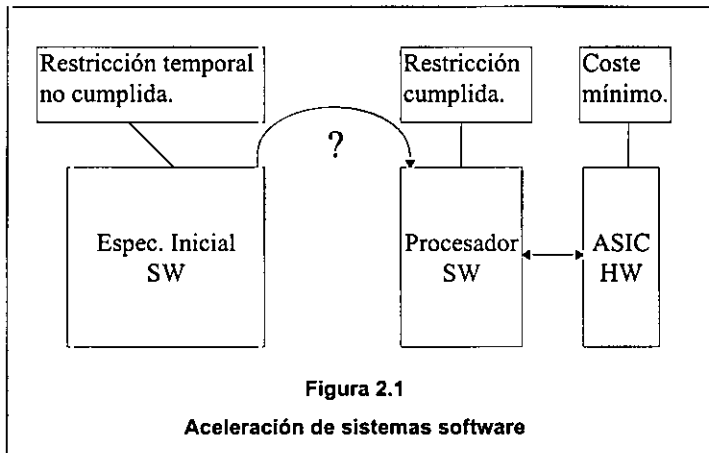 Restricción temporal
no cumplida.
Restricción
cumplida.
Coste
mínimo.
?
Espec. Inicial
SW
Procesador
SW
ASIC
HW
Figura 2.1
Aceleración de sistemas software